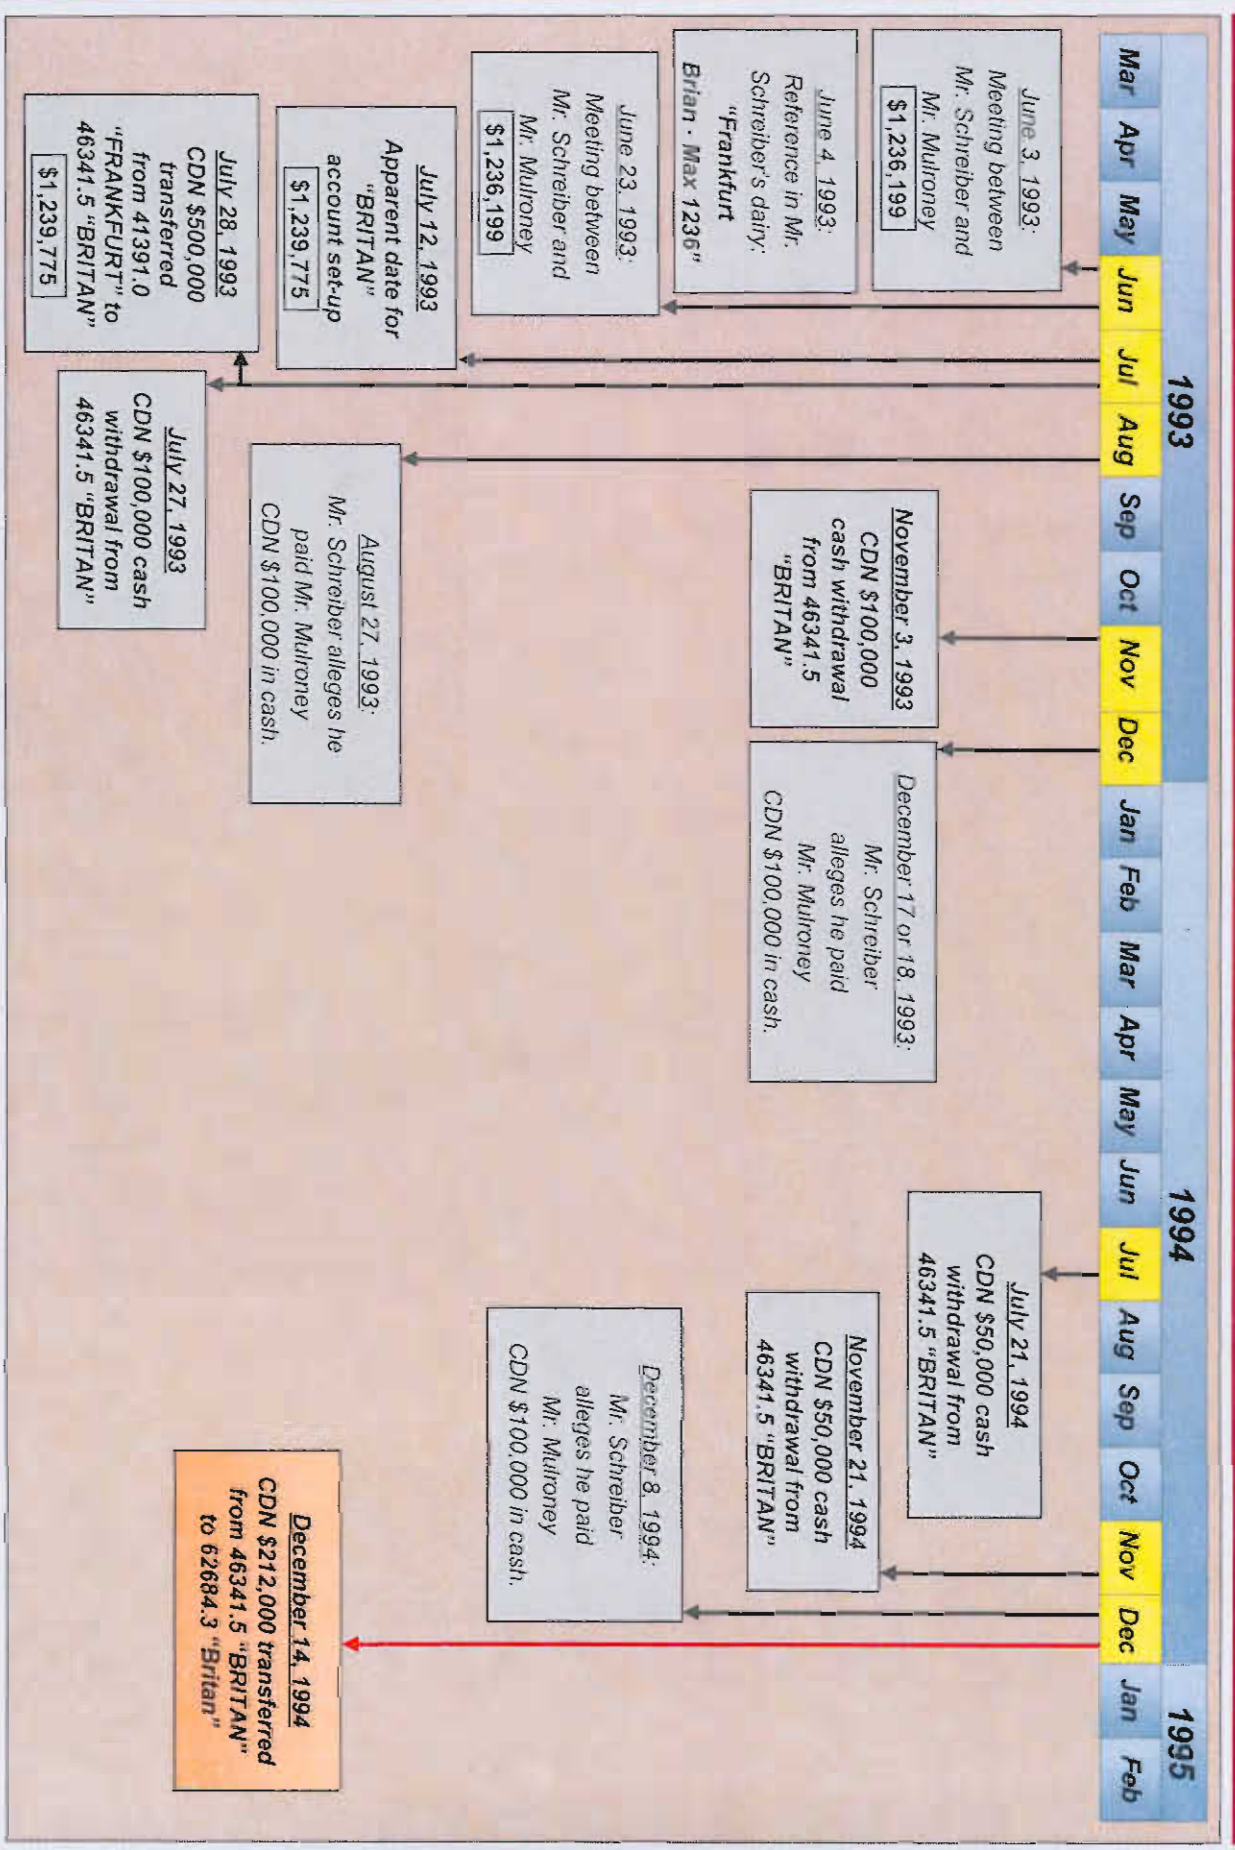 1993
1994
1995
Mar Apr May Jun Jul Aug Sep Oct Nov Dec Jan Feb Mar Apr May Jun Jul Aug Sep Oct Nov Dec Jan Feb
June 3, 1993:
Meeting between
Mr. Schreiber and
Mr. Mulroney
$1,236,199
June 4, 1993:
Reference in Mr.
Schreiber's dairy:
"Frankfurt
Brian - Max 1236"
June 23, 1993:
Meeting between
Mr. Schreiber and
Mr. Mulroney
$1,236,199
July 12, 1993
Apparent date for
"BRITAN"
account set-up
$1,239,775
July 28, 1993
CDN $500,000
transferred
from 41391.0
"FRANKFURT" to
46341.5 "BRITAN"
$1,239,775
July 27, 1993
CDN $100,000 cash
withdrawal from
46341.5 "BRITAN"
August 27, 1993:
Mr. Schreiber alleges he
paid Mr. Mulroney
CDN $100,000 in cash.
November 3, 1993
CDN $100,000
cash withdrawal
from 46341.5
"BRITAN"
December 17 or 18, 1993:
Mr. Schreiber
alleges he paid
Mr. Mulroney
CDN $100,000 in cash.
July 21, 1994
CDN $50,000 cash
withdrawal from
46341.5 "BRITAN"
November 21, 1994
CDN $50,000 cash
withdrawal from
46341.5 "BRITAN"
December 8, 1994:
Mr. Schreiber
alleges he paid
Mr. Mulroney
CDN $100,000 in cash.
December 14, 1994
CDN $212,000 transferred
from 46341.5 "BRITAN"
to 62684.3 "Britan"